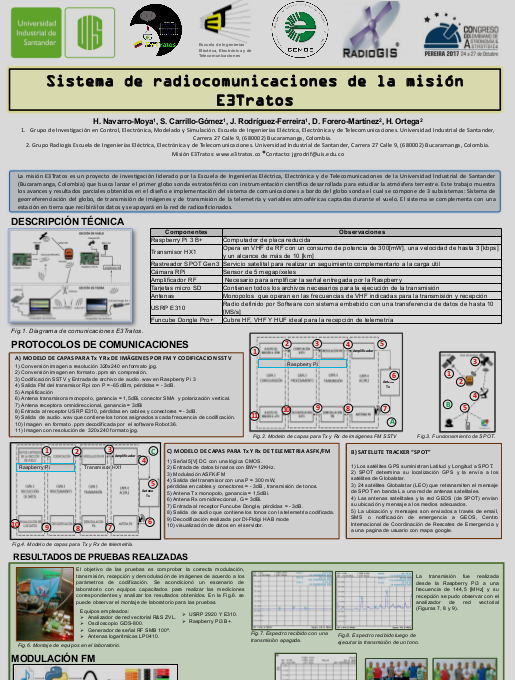 Universidad
Industrial de
Santander
UIS
Escuela de Ingenierías
Eléctrica, Electrónica y de
Telecomunicaciones
CEMOS
RADIOGIS
CONGRESO
COLOMBIANO DE
ASTRONOMÍA
PEREIRA 2017
Sistema de radiocomunicaciones de la misión
E3Tratos
H. Navarro-Moya¹, S. Carrillo-Gómez¹, J. Rodríguez-Ferreira¹, D. Forero-Martínez², H. Ortega²
1. Grupo de Investigación en Control, Electrónica, Modelado y Simulación. Escuela de Ingenierías Eléctrica, Electrónica y de Telecomunicaciones. Universidad Industrial de Santander,
Carrera 27 Calle 9, (680002) Bucaramanga, Colombia.
2. Grupo Radiogis Escuela de Ingenierías Eléctrica, Electrónica y de Telecomunicaciones, Universidad Industrial de Santander, Carrera 27 Calle 9, (680002) Bucaramanga, Colombia.
Misión E3Tratos: www.e3tratos.co *Contacto: jgrodrif@uis.edu.co
La misión E3Tratos es un proyecto de investigación liderado por la Escuela de Ingenierías Eléctrica, Electrónica y de Telecomunicaciones de la Universidad Industrial de Santander
(Bucaramanga, Colombia) que busca lanzar el primer globo sonda estratosférico con instrumentación científica desarrollada para estudiar la atmósfera terrestre. Este trabajo muestra
los avances y resultados parciales obtenidos en el diseño e implementación del sistema de comunicaciones a bordo del globo sonda el cual se compone de 3 subsistemas: Sistema de
georreferenciación del globo, de transmisión de imágenes y de transmisión de la telemetría y variables atmosféricas captadas durante el vuelo. El sistema se complementa con una
estación en tierra que recibirá los datos y se apoyará en la red de radioaficionados.
DESCRIPCIÓN TÉCNICA
Componentes Observaciones
Raspberry Pi 3 B+ Computador de placa reducida
Transmisor HX1 Opera en VHF de RF con un consumo de potencia de 300[mW], una velocidad de hasta 3 [kbps]
y un alcance de más de 10 [km]
Rastreador SPOT Gen3 Servicio satelital para realizar un seguimiento complementario a la carga útil
Cámara RPi Sensor de 5 megapíxeles
Amplificador RF Necesario para amplificar la señal entregada por la Raspberry
Tarjetas micro SD Contienen todos los archivos necesarios para la ejecución de la transmisión
Antenas Monopolos que operan en las frecuencias de VHF indicadas para la transmisión y recepción
USRP E310 Radio definido por Software con sistema embebido con una transferencia de datos de hasta 10
[MS/s]
Funcube Dongle Pro+ Cubre HF, VHF Y HUF ideal para la recepción de telemetría
Fig 1. Diagrama de comunicaciones E3Tratos.
PROTOCOLOS DE COMUNICACIONES
A) MODELO DE CAPAS PARA Tx Y Rx DE IMÁGENES POR FM Y CODIFICACION SSTV
1) Conversión imagen a resolución 320x240 en formato jpg.
2) Conversión imagen en formato .ppm sin compresión.
3) Codificación SSTV y Entrada de archivo de audio .wav en Raspberry Pi 3
4) Salida FM del transmisor Rpi con P = -65 dBm, pérdidas = -3dB.
5) Amplificación
6) Antena transmisora monopolo, ganancia = 1,5dBi, conector SMA y polarización vertical.
7) Antena receptora omnidireccional, ganancia = 3dB
8) Entrada al receptor USRP E310, pérdidas en cables y conectores = - 3dB.
9) Salida de audio .wav que contiene los tonos asignados a cada frecuencia de codificación.
10) Imagen en formato .ppm decodificada por el software Robot36.
11) Imagen con resolución de 320x240 formato jpg.
Raspberry Pi
Amplificador
Fig.2. Modelo de capas para Tx y Rx de imágenes FM SSTV
Fig.3. Funcionamiento de SPOT.
Raspberry Pi
Transmisor HX1
Fig.4. Modelo de capas para Tx y Rx de telemetría.
C) MODELO DE CAPAS PARA Tx Y Rx DE TELEMETRIA ASFK/FM
1) Señal 5[V] DC con una lógica CMOS.
2) Entrada de datos binarios con BW= 12KHz.
3) Modulación ASFK/FM
4) Salida del transmisor con una P = 300 mW,
pérdidas en cables y conectores = - 3dB, transmisión de tonos.
5) Antena Tx monopolo, ganancia = 1,5dBi.
6) Antena Rx omnidireccional, G = 3dB.
7) Entrada al receptor Funcube Dongle, pérdidas = -3dB.
8) Salida de audio que contiene los tonos con la telemetría codificada.
9) Decodificación realizada por Dl-Fldigi HAB mode
10) visualización de datos en el servidor.
B) SATELLITE TRACKER "SPOT"
1) Los satélites GPS suministran Latitud y Longitud a SPOT.
2) SPOT determina su localización GPS y la envía a los
satélites de Globalstar.
3) 24 satélites Globalstar (LEO) que retransmiten el mensaje
de SPOT en banda L a una red de antenas satelitales.
4) Las antenas satelitales y la red GEOS (de SPOT) envían
su ubicación y mensaje a los medios adecuados.
5) La ubicación y mensajes son enviados a través de email,
SMS o notificación de emergencia a GEOS, Centro
Internacional de Coordinación de Rescates de Emergencia y
a una página de usuario con mapa google.
RESULTADOS DE PRUEBAS REALIZADAS
El objetivo de las pruebas es comprobar la correcta modulación,
transmisión, recepción y demodulación de imágenes de acuerdo a los
parámetros de codificación. Se acondicionó un escenario de
laboratorio con equipos capacitados para realizar las mediciones
correspondientes y analizar los resultados obtenidos. En la Fig.6. se
puede observar el montaje de laboratorio para las pruebas.
Equipos empleados:
Analizador de red vectorial R&S ZVL.
Osciloscopio GDS-800.
Generador de señal RF SMB 100ª.
Antenas logarítmicas LP0410.
USRP 2920 Y E310.
Raspberry Pi 3 B+.
Fig.6. Montaje de equipos en el laboratorio.
Fig.7. Espectro recibido con una
transmisión apagada.
Fig.8. Espectro recibido luego de
ejecutar la transmisión de un tono.
La transmisión fue realizada
desde la Raspberry Pi3 a una
frecuencia de 144,5 [MHz] y su
recepción se pudo observar con el
analizador de red vectorial
(Figuras 7, 8 y 9).
MODULACIÓN FM